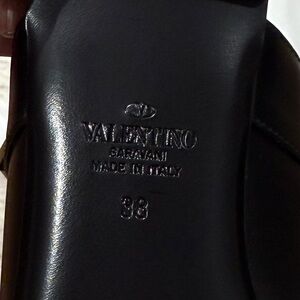 VALENTINO
GARAVANI
MADE IN ITALY
38